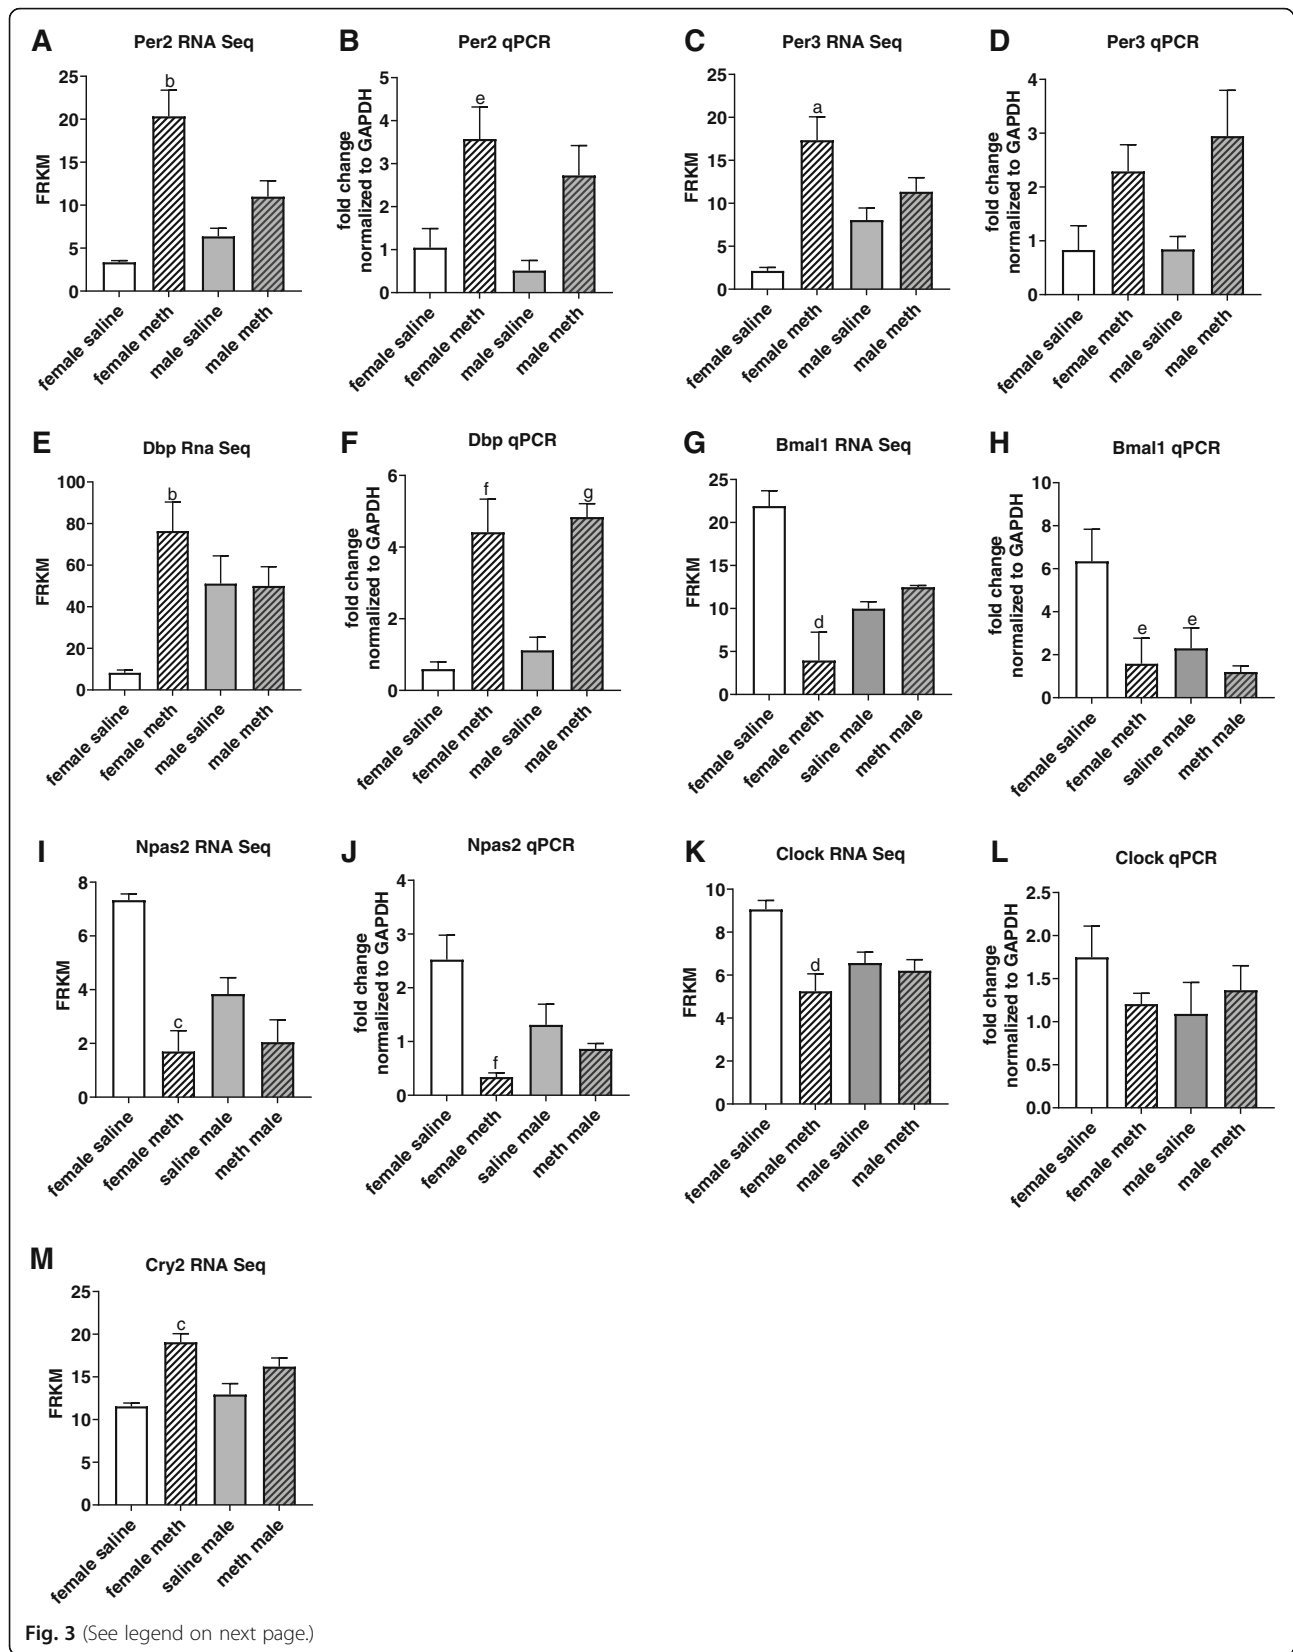 A Per2 RNA Seq
b
FRKM
25
20
15
10
5
0
female saline
female meth
male saline
male meth
B Per2 qPCR
e
fold change
normalized to GAPDH
5
4
3
2
1
0
female saline
female meth
male saline
male meth
C Per3 RNA Seq
a
FRKM
25
20
15
10
5
0
female saline
female meth
male saline
male meth
D Per3 qPCR
fold change
normalized to GAPDH
4
3
2
1
0
female saline
female meth
male saline
male meth
E Dbp Rna Seq
b
FRKM
100
80
60
40
20
0
female saline
female meth
male saline
male meth
F Dbp qPCR
f
g
fold change
normalized to GAPDH
6
4
2
0
female saline
female meth
male saline
male meth
G Bmal1 RNA Seq
d
FRKM
25
20
15
10
5
0
female saline
female meth
saline male
meth male
H Bmal1 qPCR
e
e
fold change
normalized to GAPDH
10
8
6
4
2
0
female saline
female meth
saline male
meth male
I Npas2 RNA Seq
c
FRKM
8
6
4
2
0
female saline
female meth
saline male
meth male
J Npas2 qPCR
f
fold change
normalized to GAPDH
4
3
2
1
0
female saline
female meth
saline male
meth male
K Clock RNA Seq
d
FRKM
10
8
6
4
2
0
female saline
female meth
male saline
male meth
L Clock qPCR
fold change
normalized to GAPDH
2.5
2.0
1.5
1.0
0.5
0.0
female saline
female meth
male saline
male meth
M Cry2 RNA Seq
c
FRKM
25
20
15
10
5
0
female saline
female meth
saline male
meth male
Fig. 3 (See legend on next page.)